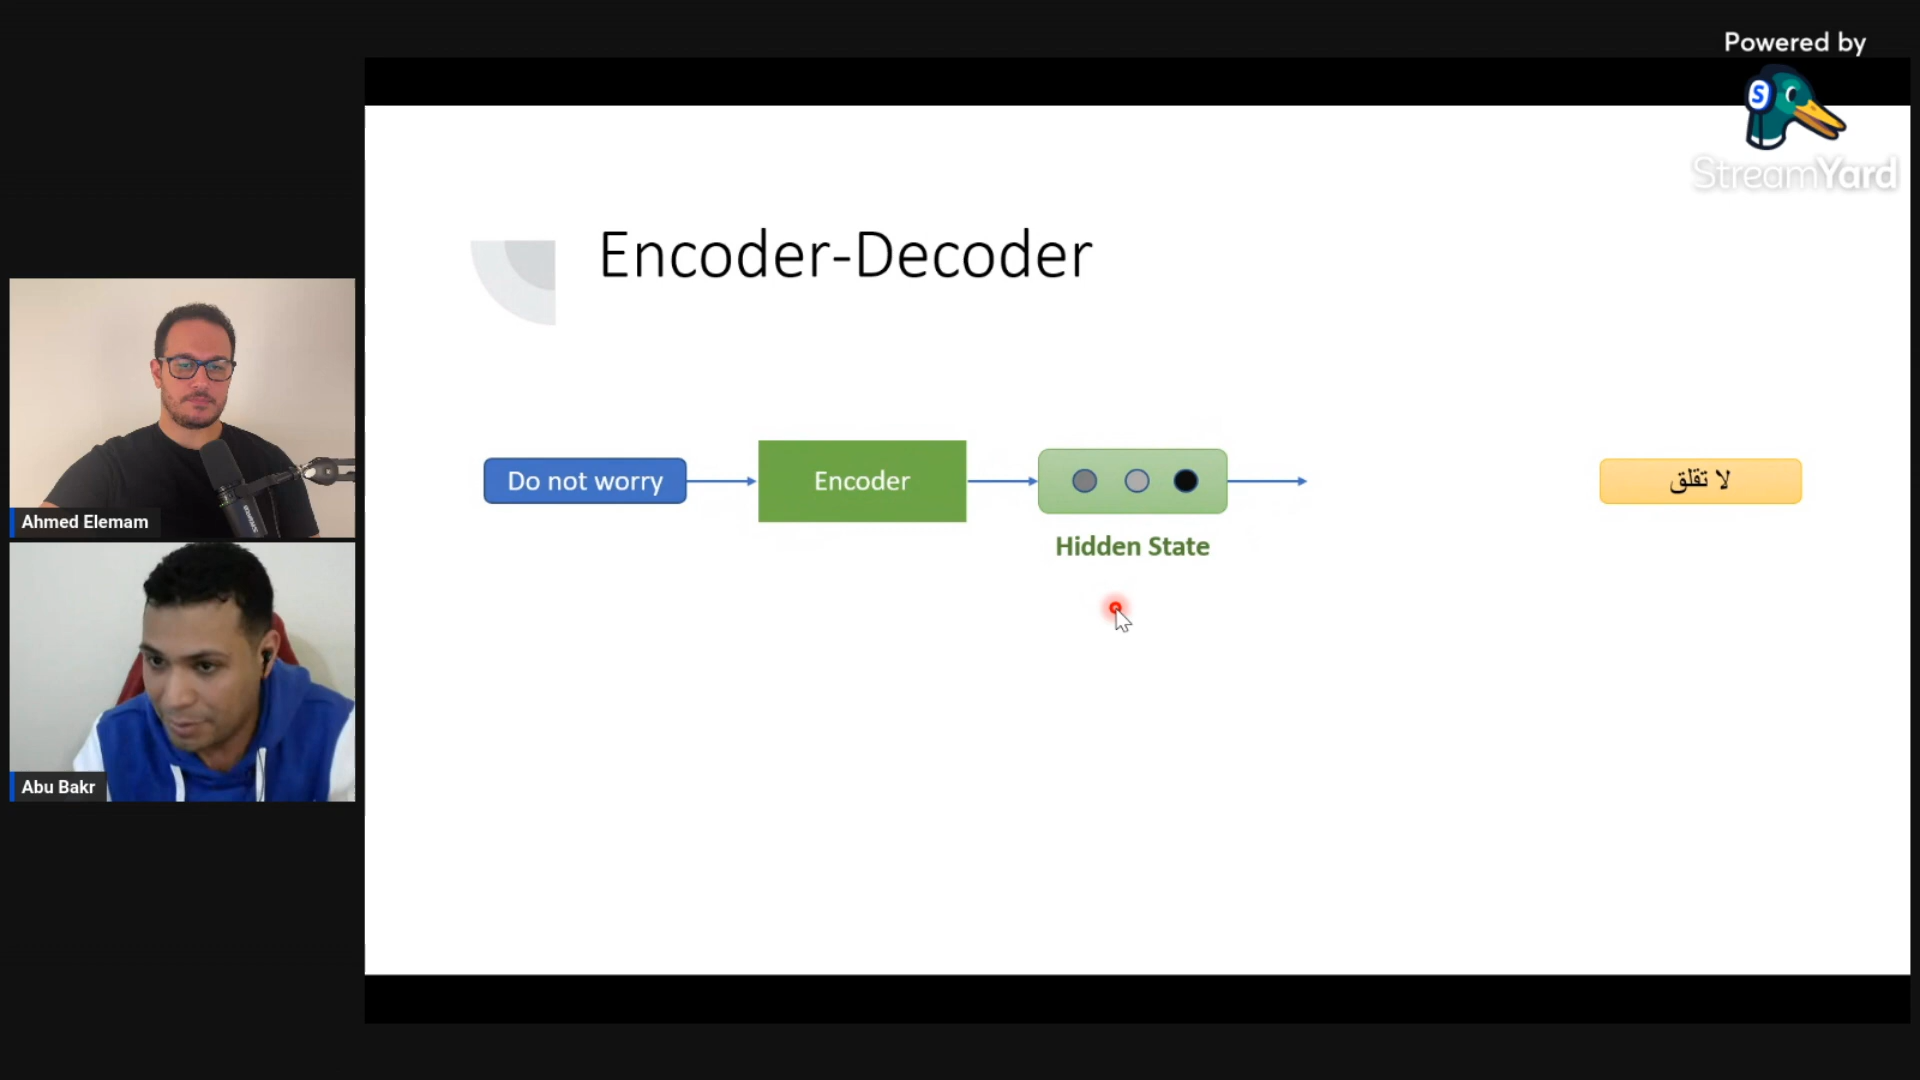 Powered by
StreamYard
Encoder-Decoder
Do not worry
Encoder
Hidden State
لا تقلق
Ahmed Elemam
Abu Bakr